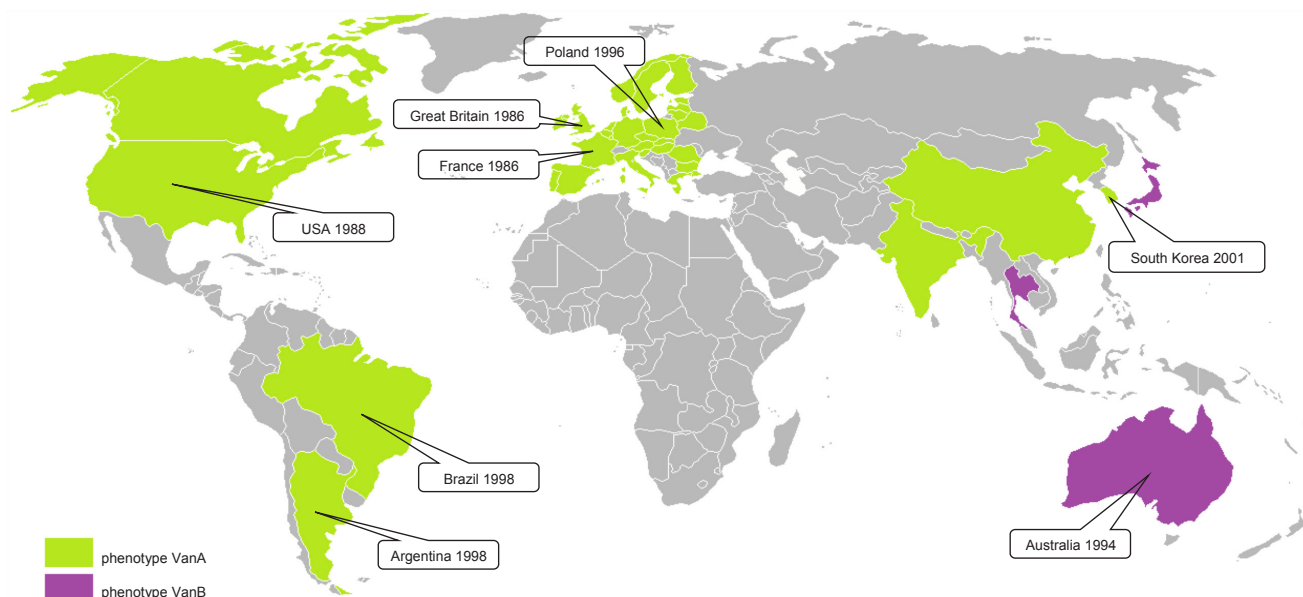 Poland 1996
Great Britain 1986
France 1986
USA 1988
South Korea 2001
Brazil 1998
Argentina 1998
Australia 1994
phenotype VanA
phenotype VanB